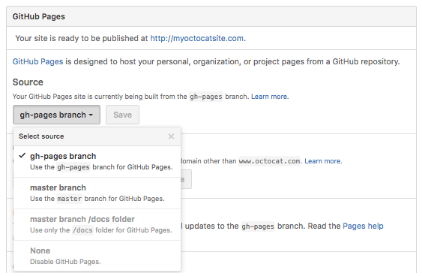 GitHub Pages
Your site is ready to be published at http://myoctocatsite.com.
GitHub Pages is designed to host your personal, organization, or project pages from a GitHub repository.
Source
Your GitHub Pages site is currently being built from the gh-pages branch. Learn more.
gh-pages branch
Save
Select source
gh-pages branch
Use the gh-pages branch for GitHub Pages.
domain other than www.octocat.com. Learn more.
master branch
Use the master branch for GitHub Pages.
master branch /docs folder
Use only the /docs folder for GitHub Pages.
updates to the gh-pages branch. Read the Pages help
None
Disable GitHub Pages.